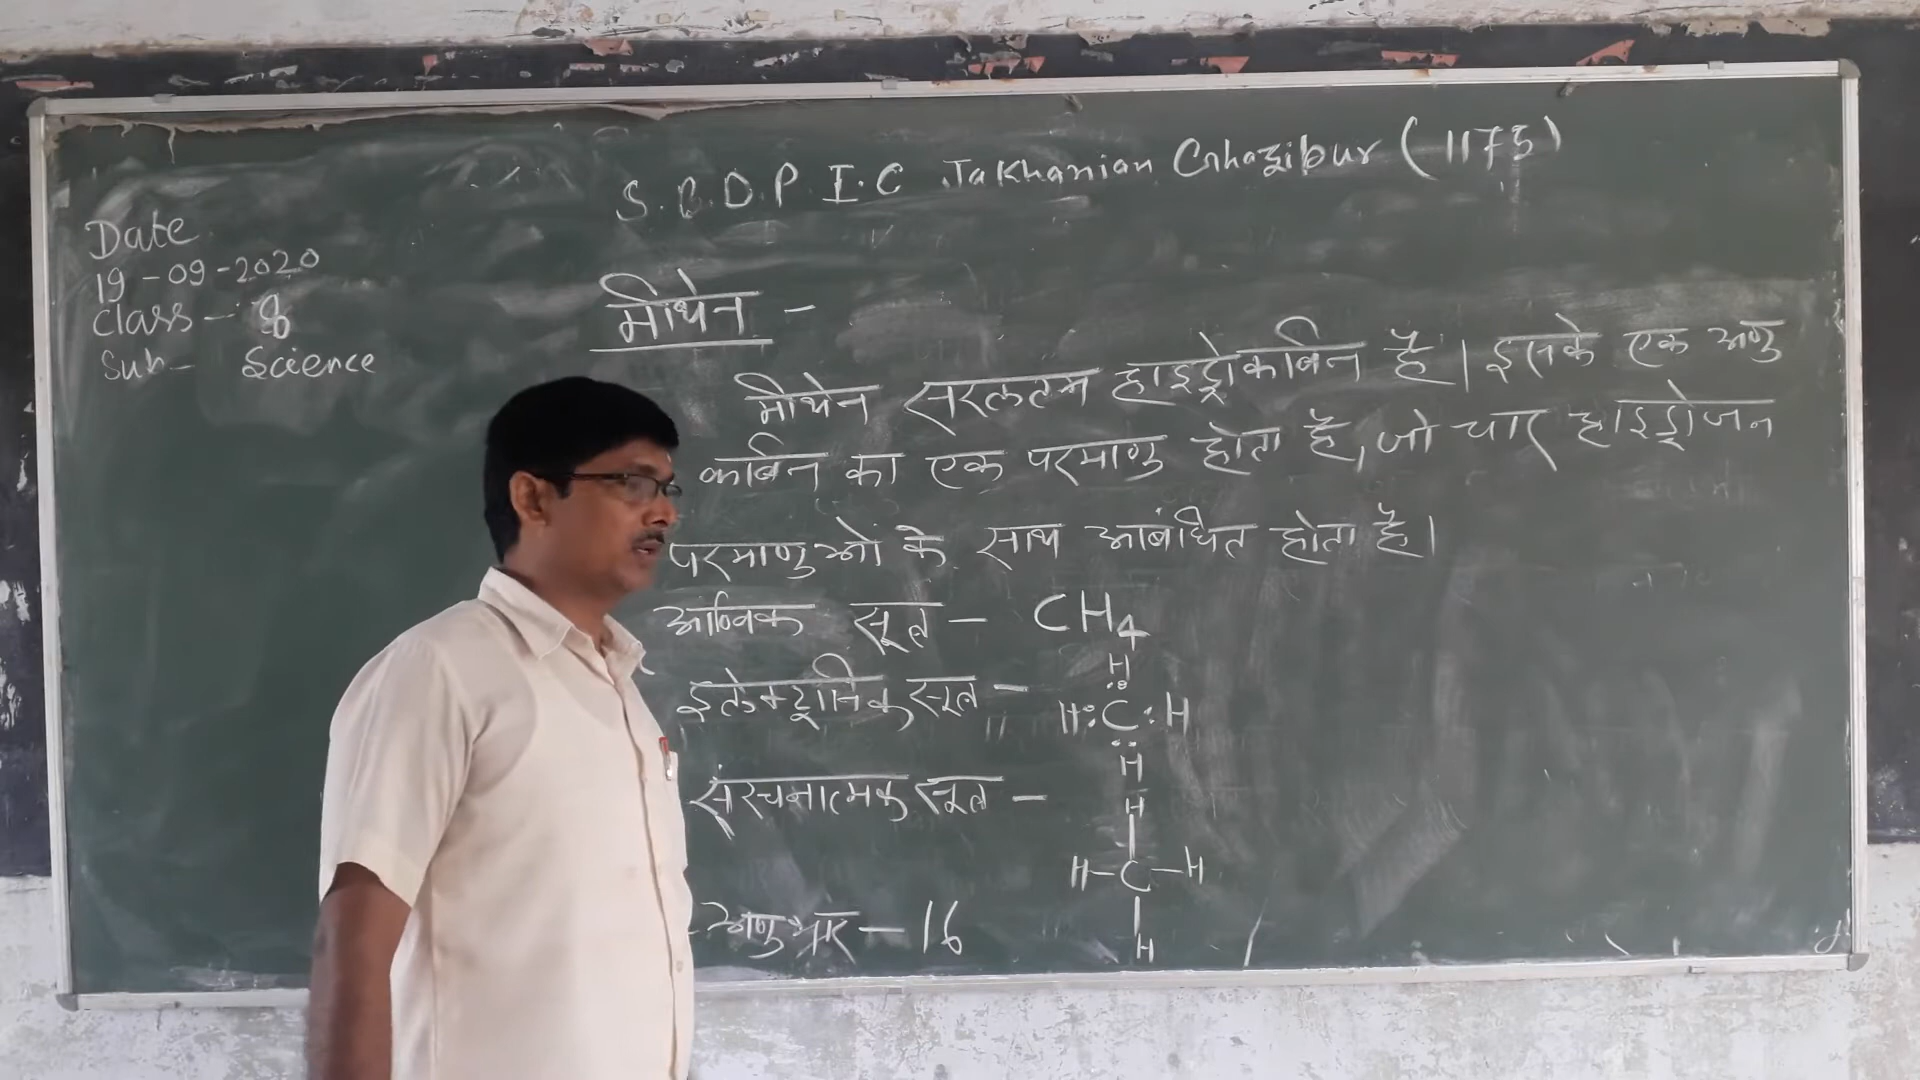 S.B.D.P I.C Jakhanian Ghazipur (1175)
Date
19-09-2020
Class - 8
Sub - Science
मीथेन -
मीथेन सरलतम हाइड्रोकार्बन है। इसके एक अणु
कार्बन का एक परमाणु होता है, जो चार हाइड्रोजन
परमाणुओं के साथ आबंधित होता है।
आण्विक सूत्र - CH4
H
इलेक्ट्रानिक सूत्र - H:C:H
H
संरचनात्मक सूत्र - H
H-C-H
H
अणुभार - 16